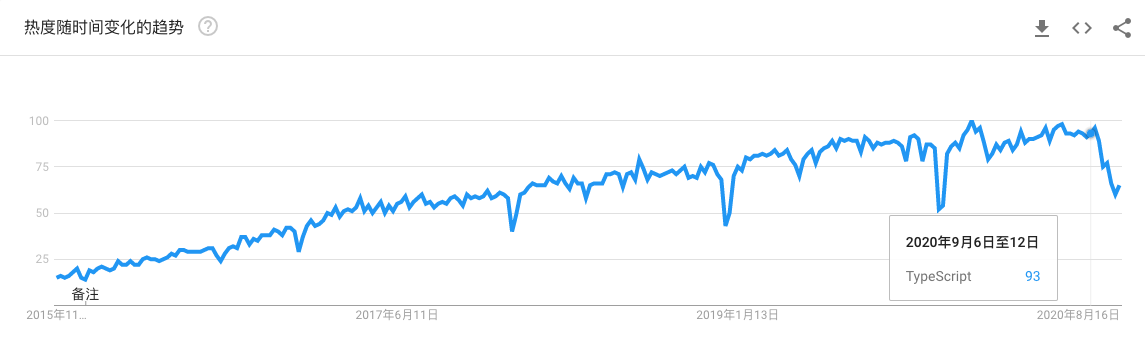 热度随时间变化的趋势
100
75
50
25
备注
2020年9月6日至12日
TypeScript 93
2015年11…
2017年6月11日
2019年1月13日
2020年8月16日